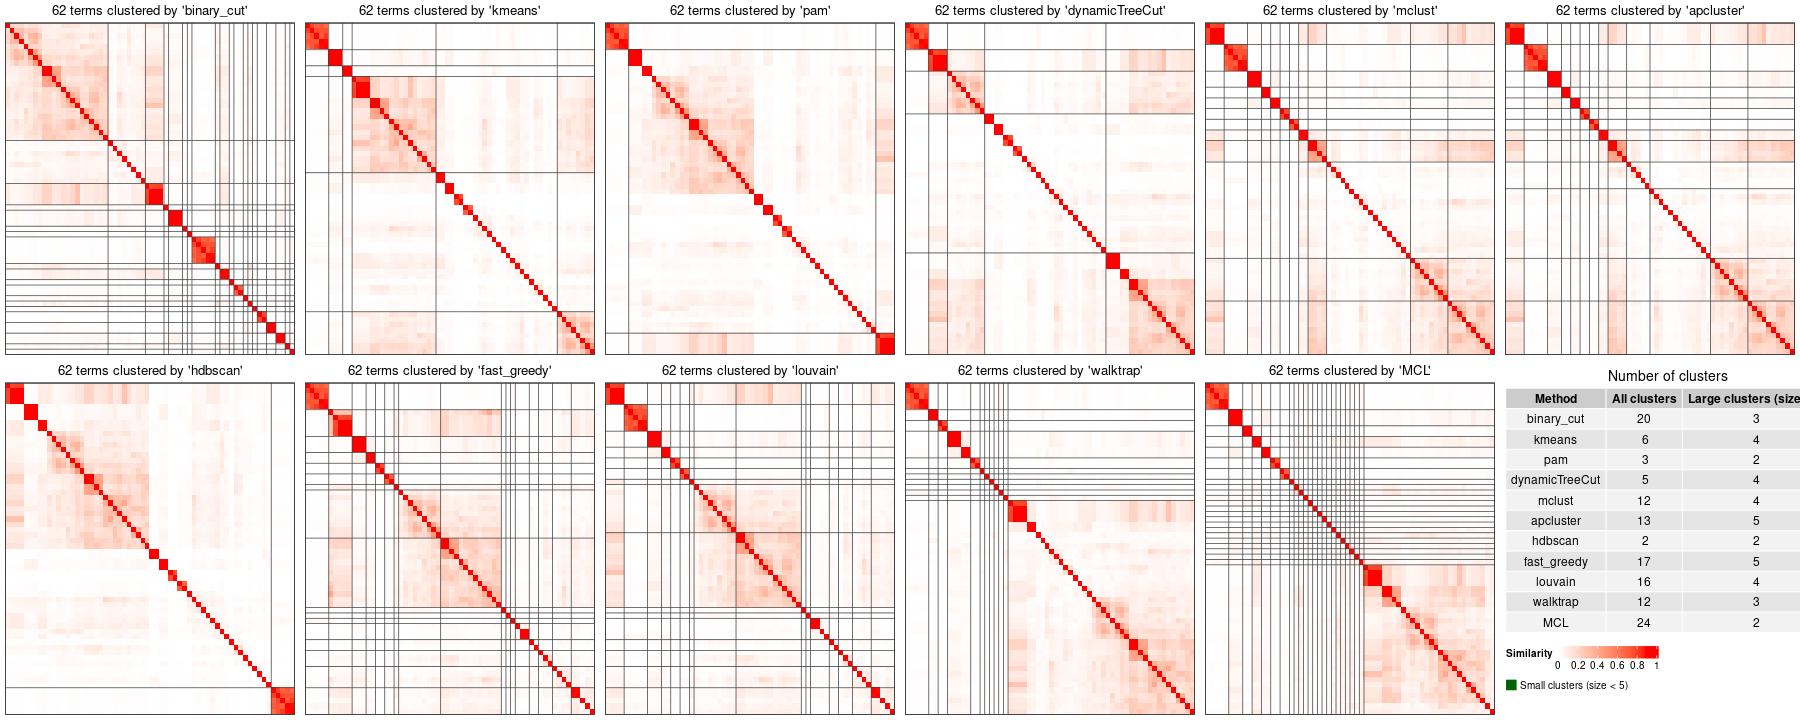 62 terms clustered by 'binary_cut'
62 terms clustered by 'kmeans'
62 terms clustered by 'pam'
62 terms clustered by 'dynamicTreeCut'
62 terms clustered by 'mclust'
62 terms clustered by 'apcluster'
62 terms clustered by 'hdbscan'
62 terms clustered by 'fast_greedy'
62 terms clustered by 'louvain'
62 terms clustered by 'walktrap'
62 terms clustered by 'MCL'
Number of clusters
Method All clusters Large clusters (size
binary_cut 20 3
kmeans 6 4
pam 3 2
dynamicTreeCut 5 4
mclust 12 4
apcluster 13 5
hdbscan 2 2
fast_greedy 17 5
louvain 16 4
walktrap 12 3
MCL 24 2
Similarity
0 0.2 0.4 0.6 0.8 1
Small clusters (size < 5)